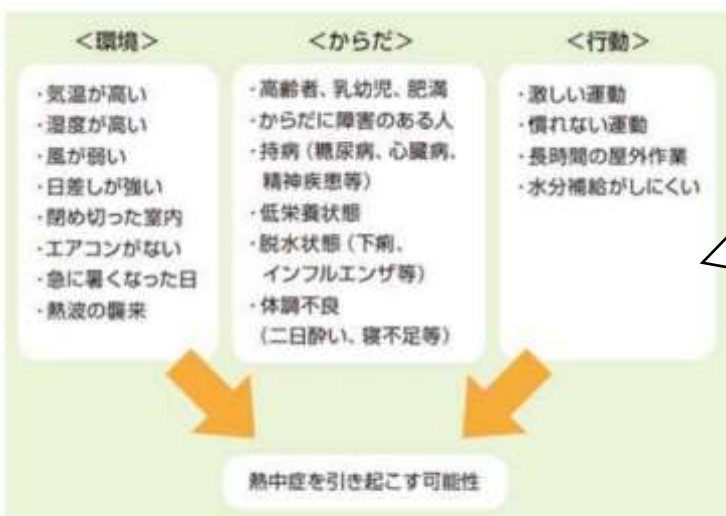 <環境>
・気温が高い
・湿度が高い
・風が弱い
・日差しが強い
・閉め切った室内
・エアコンがない
・急に暑くなった日
・熱波の襲来
<からだ>
・高齢者、乳幼児、肥満
・からだに障害のある人
・持病(糖尿病、心臓病、
精神疾患等)
・低栄養状態
・脱水状態(下痢、
インフルエンザ等)
・体調不良
(二日酔い、寝不足等)
<行動>
・激しい運動
・慣れない運動
・長時間の屋外作業
・水分補給がしにくい
熱中症を引き起こす可能性